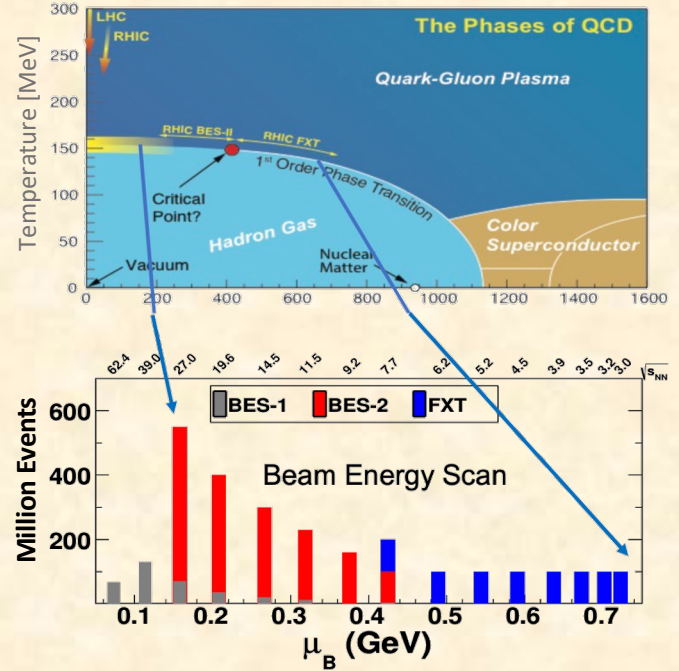 The Phases of QCD
LHC
RHIC
Quark-Gluon Plasma
Temperature [MeV]
300
250
200
150
100
50
0
RHIC BES-II
RHIC FXT
1st Order Phase Transition
Critical
Point?
Hadron Gas
Color
Superconductor
Nuclear
Matter
Vacuum
0 200 400 600 800 1000 1200 1400 1600
62.4 39.0 27.0 19.6 14.5 11.5 9.2 7.7 6.2 5.2 4.5 3.9 3.5 3.2 3.0 √sNN
BES-1 BES-2 FXT
Beam Energy Scan
Million Events
600
400
200
0.1 0.2 0.3 0.4 0.5 0.6 0.7
μB (GeV)